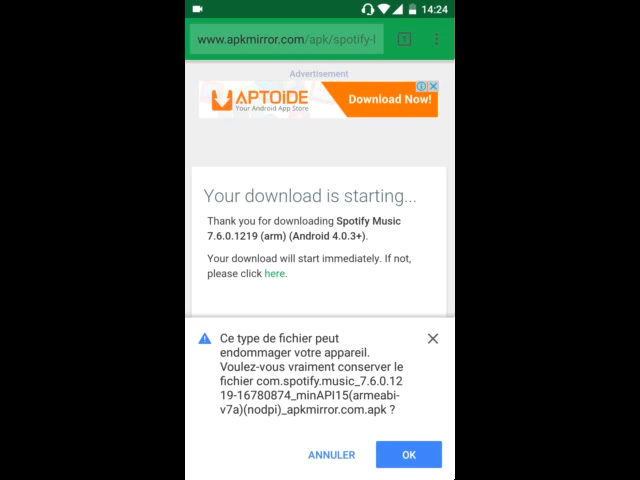 14:24
www.apkmirror.com/apk/spotify-l
1
Advertisement
APTOIDE
Your Android App Store
Download Now!
Your download is starting...
Thank you for downloading Spotify Music
7.6.0.1219 (arm) (Android 4.0.3+).
Your download will start immediately. If not,
please click here.
Ce type de fichier peut
endommager votre appareil.
Voulez-vous vraiment conserver le
fichier com.spotify.music_7.6.0.12
19-16780874_minAPI15(armeabi-
v7a)(nodpi)_apkmirror.com.apk ?
ANNULER
OK